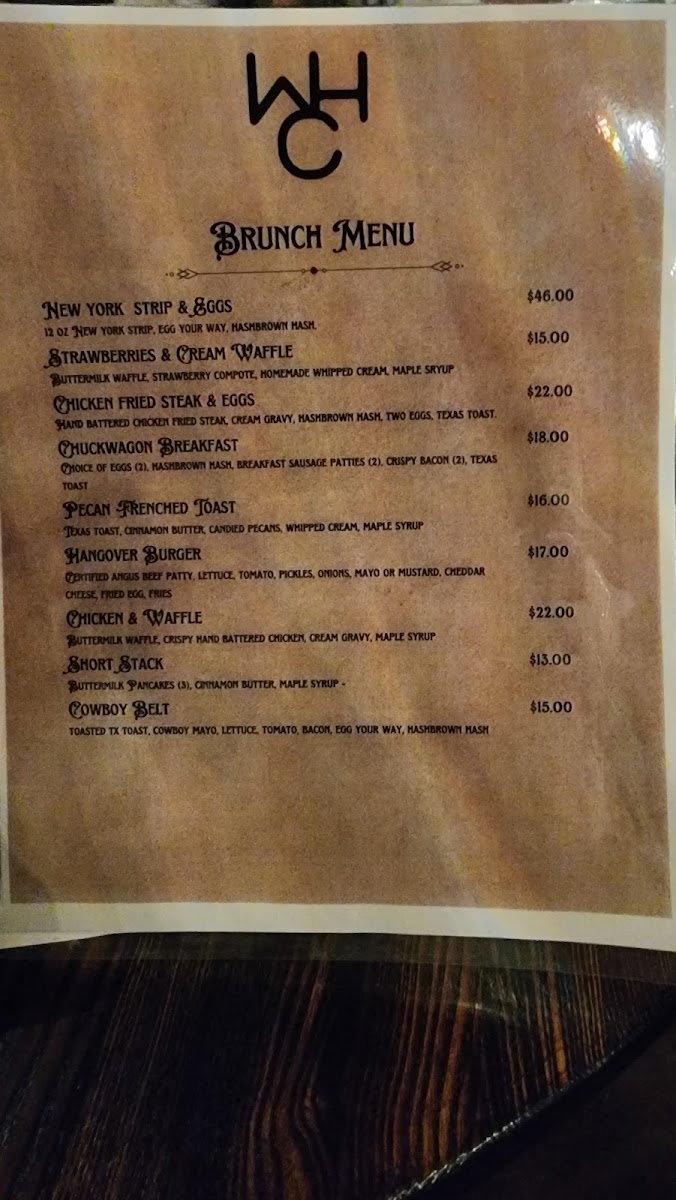 WHC
Brunch Menu
New York Strip & Eggs $46.00
12 oz New York Strip, egg your way, hashbrown hash.
Strawberries & Cream Waffle $15.00
Buttermilk waffle, strawberry compote, homemade whipped cream, maple sryup
Chicken Fried Steak & Eggs $22.00
Hand battered chicken fried steak, cream gravy, hashbrown hash, two eggs, texas toast.
Chuckwagon Breakfast $18.00
Choice of eggs (2), hashbrown hash, breakfast sausage patties (2), crispy bacon (2), texas
toast
Pecan Frenched Toast $16.00
Texas toast, cinnamon butter, candied pecans, whipped cream, maple syrup
Hangover Burger $17.00
Certified angus beef patty, lettuce, tomato, pickles, onions, mayo or mustard, cheddar
cheese, fried egg, fries
Chicken & Waffle $22.00
Buttermilk waffle, crispy hand battered chicken, cream gravy, maple syrup
Short Stack $13.00
Buttermilk Pancakes (3), cinnamon butter, maple syrup -
Cowboy Belt $15.00
toasted tx toast, cowboy mayo, lettuce, tomato, bacon, egg your way, hashbrown hash